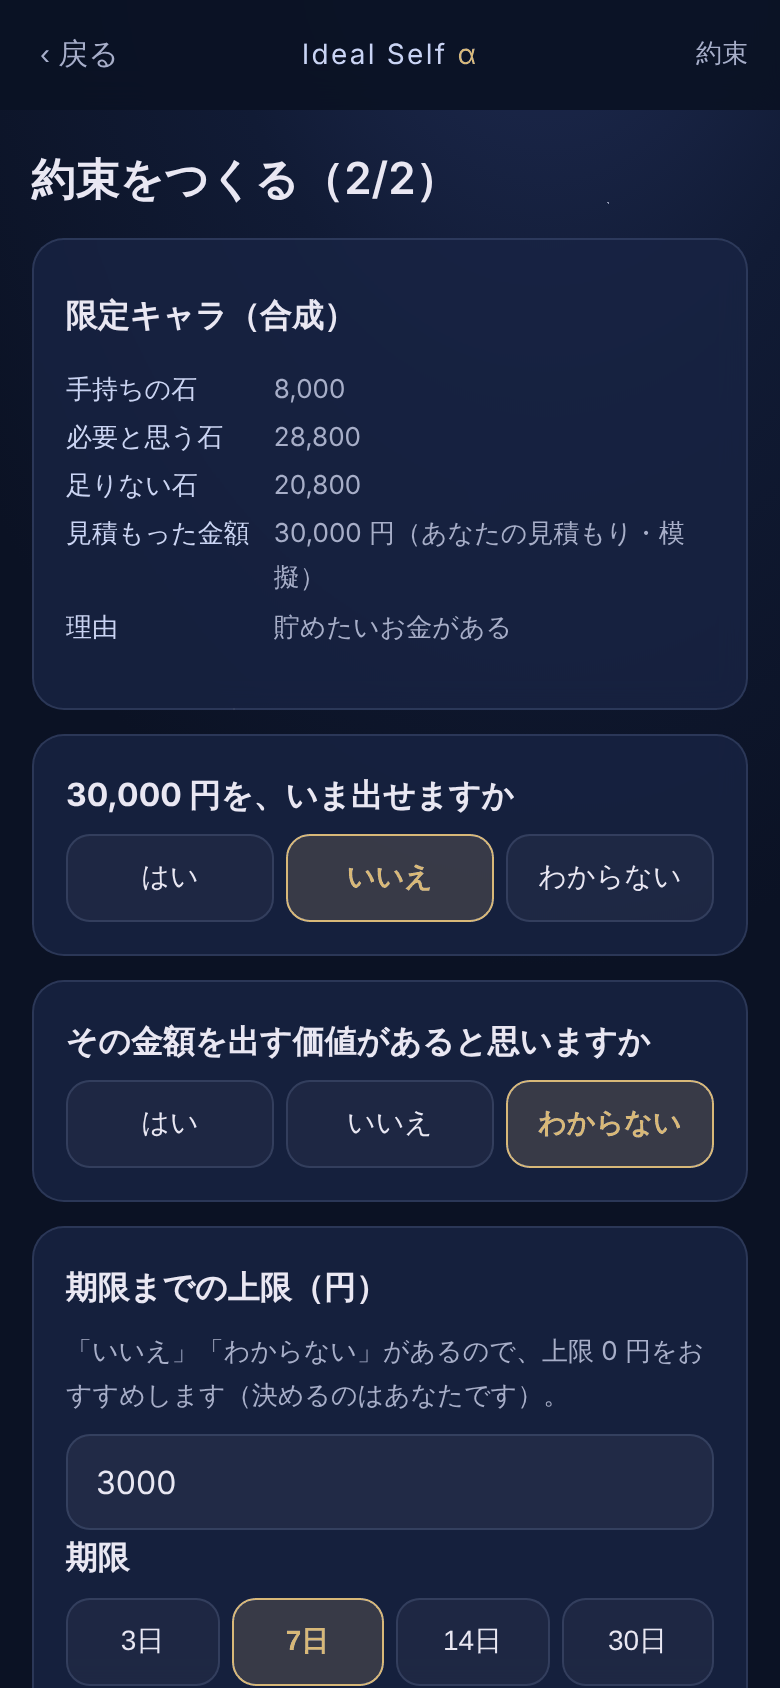 ‹ 戻る
Ideal Self α
約束
約束をつくる（2/2）
限定キャラ（合成）
手持ちの石 8,000
必要と思う石 28,800
足りない石 20,800
見積もった金額 30,000 円（あなたの見積もり・模
擬）
理由 貯めたいお金がある
30,000 円を、いま出せますか
はい いいえ わからない
その金額を出す価値があると思いますか
はい いいえ わからない
期限までの上限（円）
「いいえ」「わからない」があるので、上限 0 円をお
すすめします（決めるのはあなたです）。
3000
期限
3日 7日 14日 30日